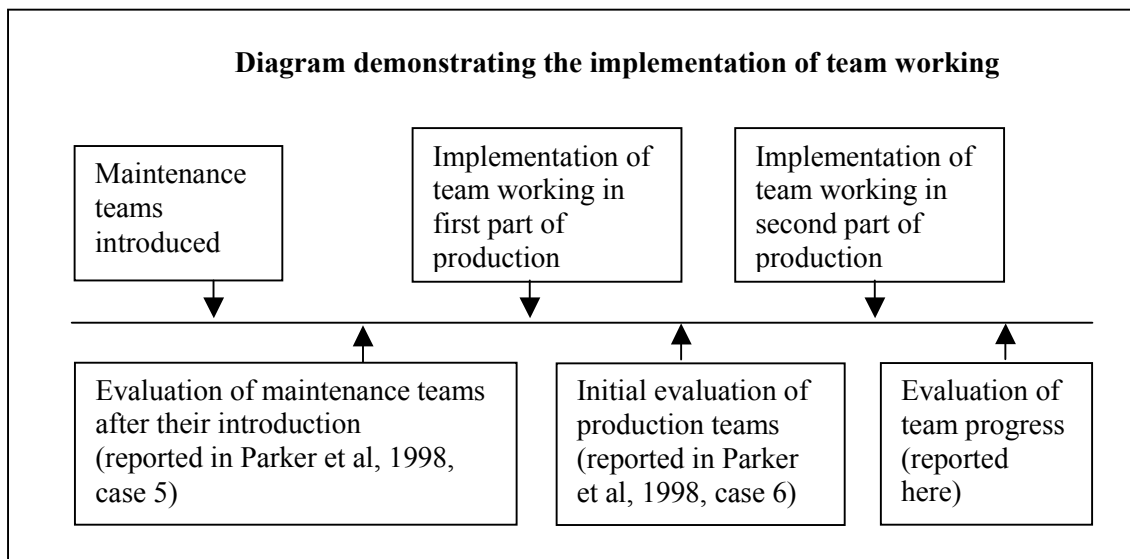 Diagram demonstrating the implementation of team working
Maintenance
teams
introduced
Implementation of
team working in
first part of
production
Implementation of
team working in
second part of
production
Evaluation of maintenance teams
after their introduction
(reported in Parker et al, 1998,
case 5)
Initial evaluation of
production teams
(reported in Parker
et al, 1998, case 6)
Evaluation of
team progress
(reported
here)